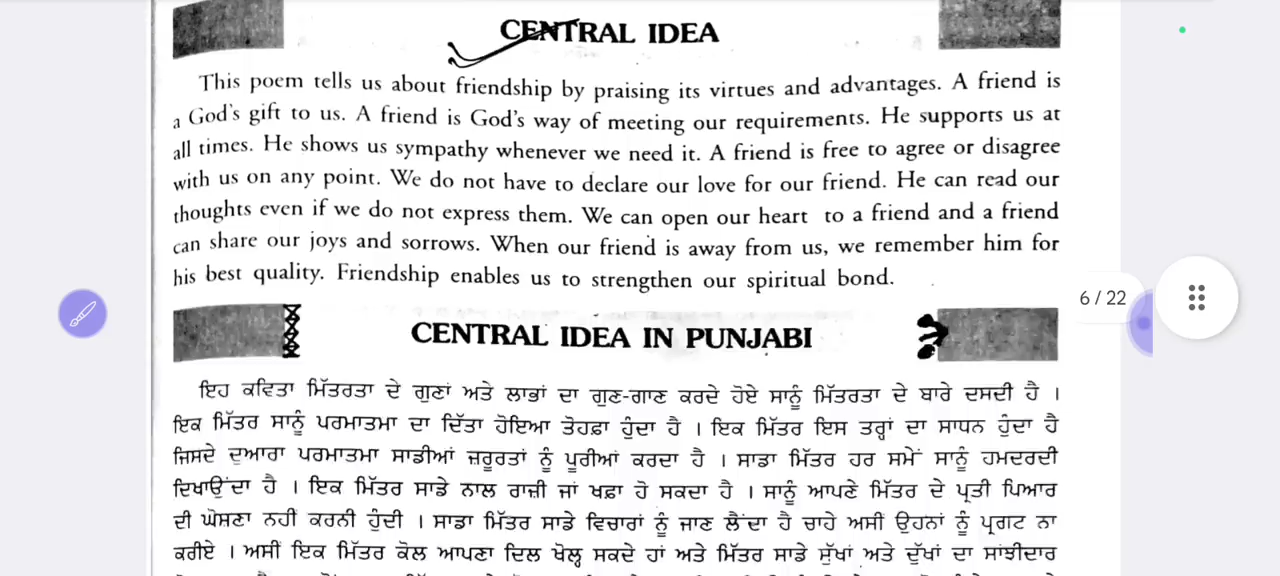 CENTRAL IDEA
This poem tells us about friendship by praising its virtues and advantages. A friend is
a God's gift to us. A friend is God's way of meeting our requirements. He supports us at
all times. He shows us sympathy whenever we need it. A friend is free to agree or disagree
with us on any point. We do not have to declare our love for our friend. He can read our
thoughts even if we do not express them. We can open our heart to a friend and a friend
can share our joys and sorrows. When our friend is away from us, we remember him for
his best quality. Friendship enables us to strengthen our spiritual bond.
6 / 22
CENTRAL IDEA IN PUNJABI
ਇਹ ਕਵਿਤਾ ਮਿੱਤਰਤਾ ਦੇ ਗੁਣਾਂ ਅਤੇ ਲਾਭਾਂ ਦਾ ਗੁਣ-ਗਾਣ ਕਰਦੇ ਹੋਏ ਸਾਨੂੰ ਮਿੱਤਰਤਾ ਦੇ ਬਾਰੇ ਦਸਦੀ ਹੈ ।
ਇਕ ਮਿੱਤਰ ਸਾਨੂੰ ਪਰਮਾਤਮਾ ਦਾ ਦਿੱਤਾ ਹੋਇਆ ਤੋਹਫ਼ਾ ਹੁੰਦਾ ਹੈ । ਇਕ ਮਿੱਤਰ ਇਸ ਤਰ੍ਹਾਂ ਦਾ ਸਾਧਨ ਹੁੰਦਾ ਹੈ
ਜਿਸਦੇ ਦੁਆਰਾ ਪਰਮਾਤਮਾ ਸਾਡੀਆਂ ਜ਼ਰੂਰਤਾਂ ਨੂੰ ਪੂਰੀਆਂ ਕਰਦਾ ਹੈ । ਸਾਡਾ ਮਿੱਤਰ ਹਰ ਸਮੇਂ ਸਾਨੂੰ ਹਮਦਰਦੀ
ਦਿਖਾਉਂਦਾ ਹੈ । ਇਕ ਮਿੱਤਰ ਸਾਡੇ ਨਾਲ ਰਾਜ਼ੀ ਜਾਂ ਖਫ਼ਾ ਹੋ ਸਕਦਾ ਹੈ । ਸਾਨੂੰ ਆਪਣੇ ਮਿੱਤਰ ਦੇ ਪ੍ਰਤੀ ਪਿਆਰ
ਦੀ ਘੋਸਣਾ ਨਹੀਂ ਕਰਨੀ ਹੁੰਦੀ । ਸਾਡਾ ਮਿੱਤਰ ਸਾਡੇ ਵਿਚਾਰਾਂ ਨੂੰ ਜਾਣ ਲੈਂਦਾ ਹੈ ਚਾਹੇ ਅਸੀਂ ਉਹਨਾਂ ਨੂੰ ਪ੍ਰਗਟ ਨਾ
ਕਰੀਏ । ਅਸੀਂ ਇਕ ਮਿੱਤਰ ਕੋਲ ਆਪਣਾ ਦਿਲ ਖੋਲ੍ਹ ਸਕਦੇ ਹਾਂ ਅਤੇ ਮਿੱਤਰ ਸਾਡੇ ਸੁੱਖਾਂ ਅਤੇ ਦੁੱਖਾਂ ਦਾ ਸਾਂਝੀਦਾਰ